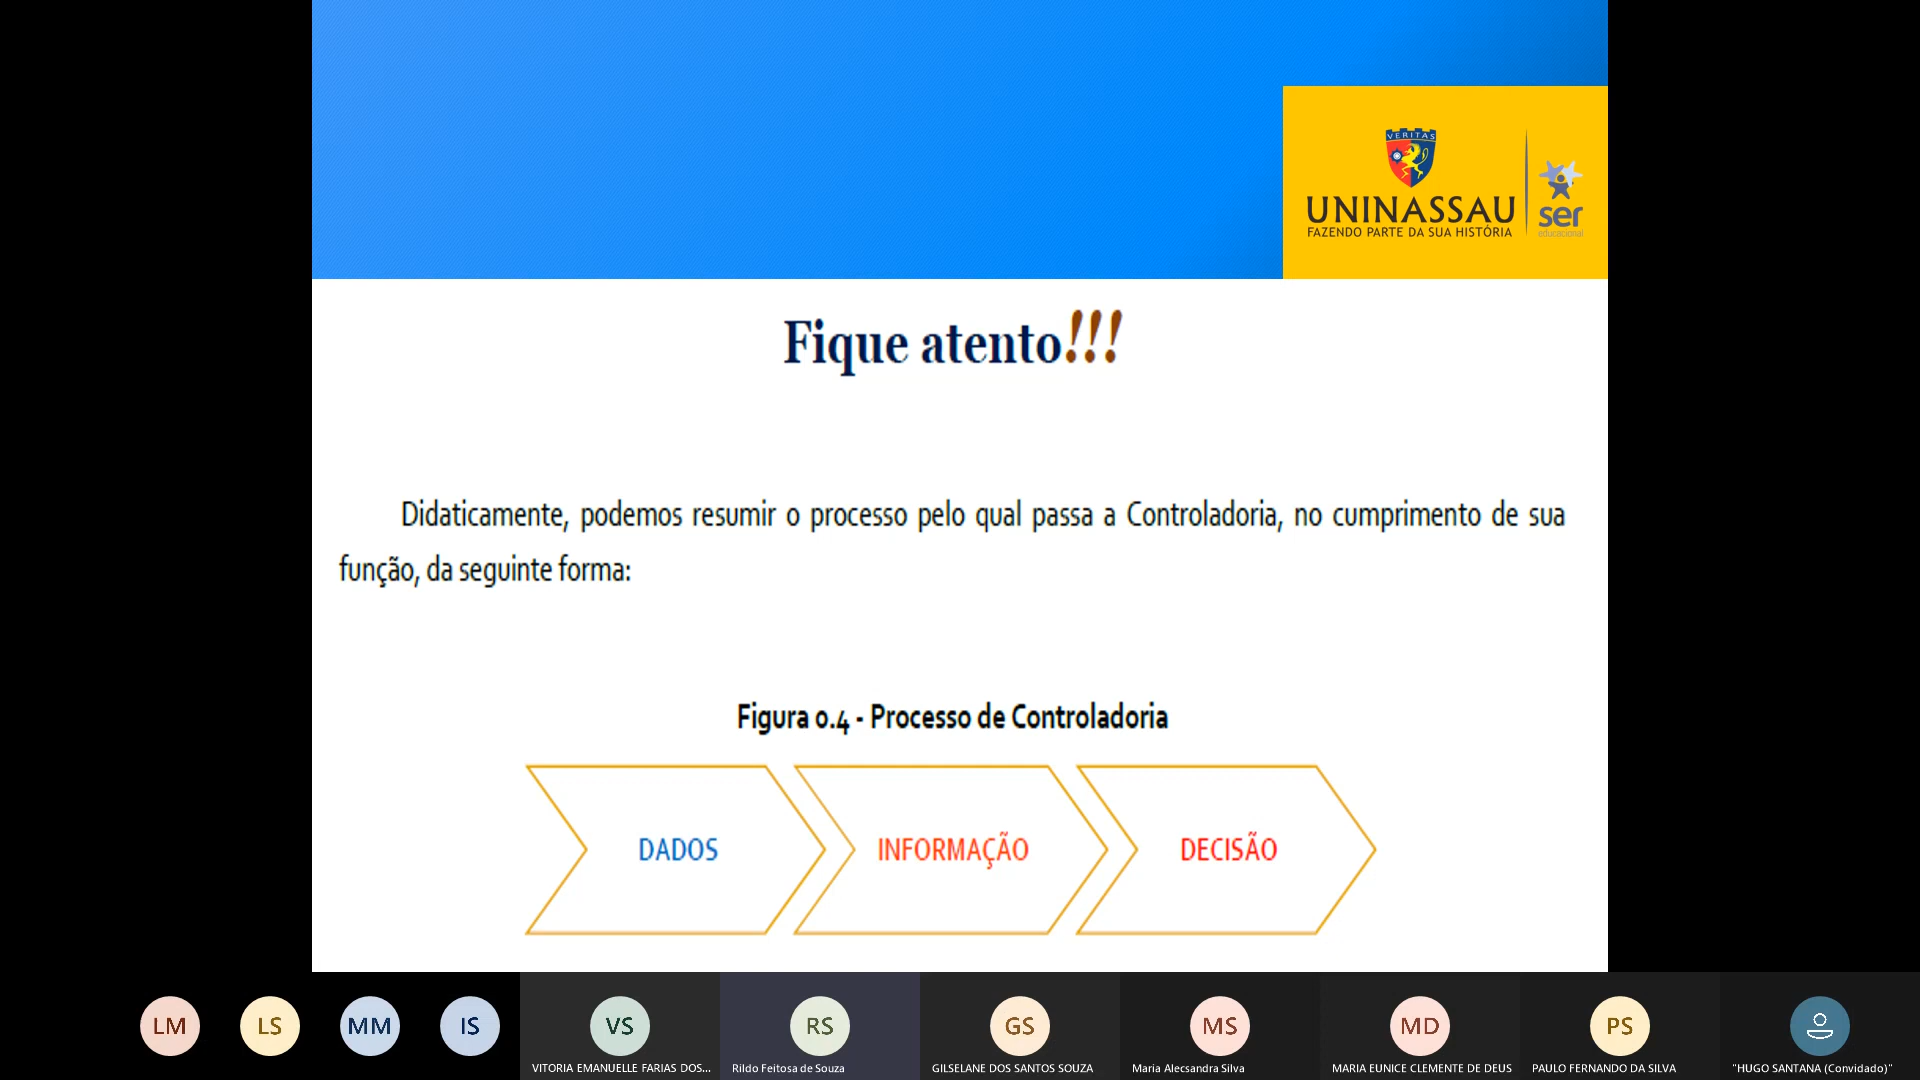 VERITAS
UNINASSAU
FAZENDO PARTE DA SUA HISTÓRIA
ser
educacional
Fique atento!!!
Didaticamente, podemos resumir o processo pelo qual passa a Controladoria, no cumprimento de sua
função, da seguinte forma:
Figura 0.4 - Processo de Controladoria
DADOS
INFORMAÇÃO
DECISÃO
LM
LS
MM
IS
VS
RS
GS
MS
MD
PS
VITORIA EMANUELLE FARIAS DOS...
Rildo Feitosa de Souza
GILSELANE DOS SANTOS SOUZA
Maria Alecsandra Silva
MARIA EUNICE CLEMENTE DE DEUS
PAULO FERNANDO DA SILVA
"HUGO SANTANA (Convidado)"